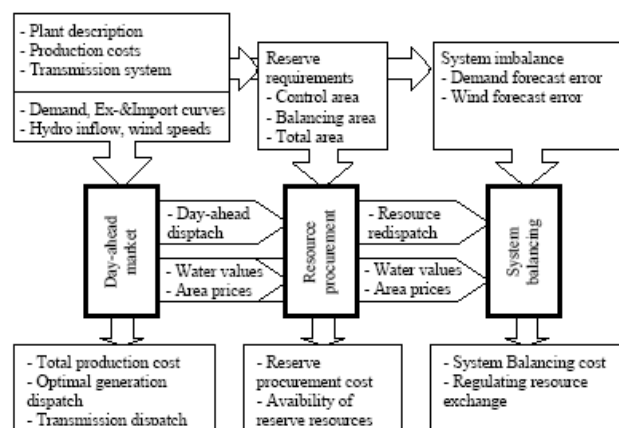 - Plant description
- Production costs
- Transmission system
- Demand, Ex-&Import curves
- Hydro inflow, wind speeds
Reserve
requirements
- Control area
- Balancing area
- Total area
System imbalance
- Demand forecast error
- Wind forecast error
Day-ahead
market
- Day-ahead
disptach
- Water values
- Area prices
Resource
procurement
- Resource
redispatch
- Water values
- Area prices
System
balancing
- Total production cost
- Optimal generation
dispatch
- Transmission dispatch
- Reserve
procurement cost
- Avaibility of
reserve resources
- System Balancing cost
- Regulating resource
exchange